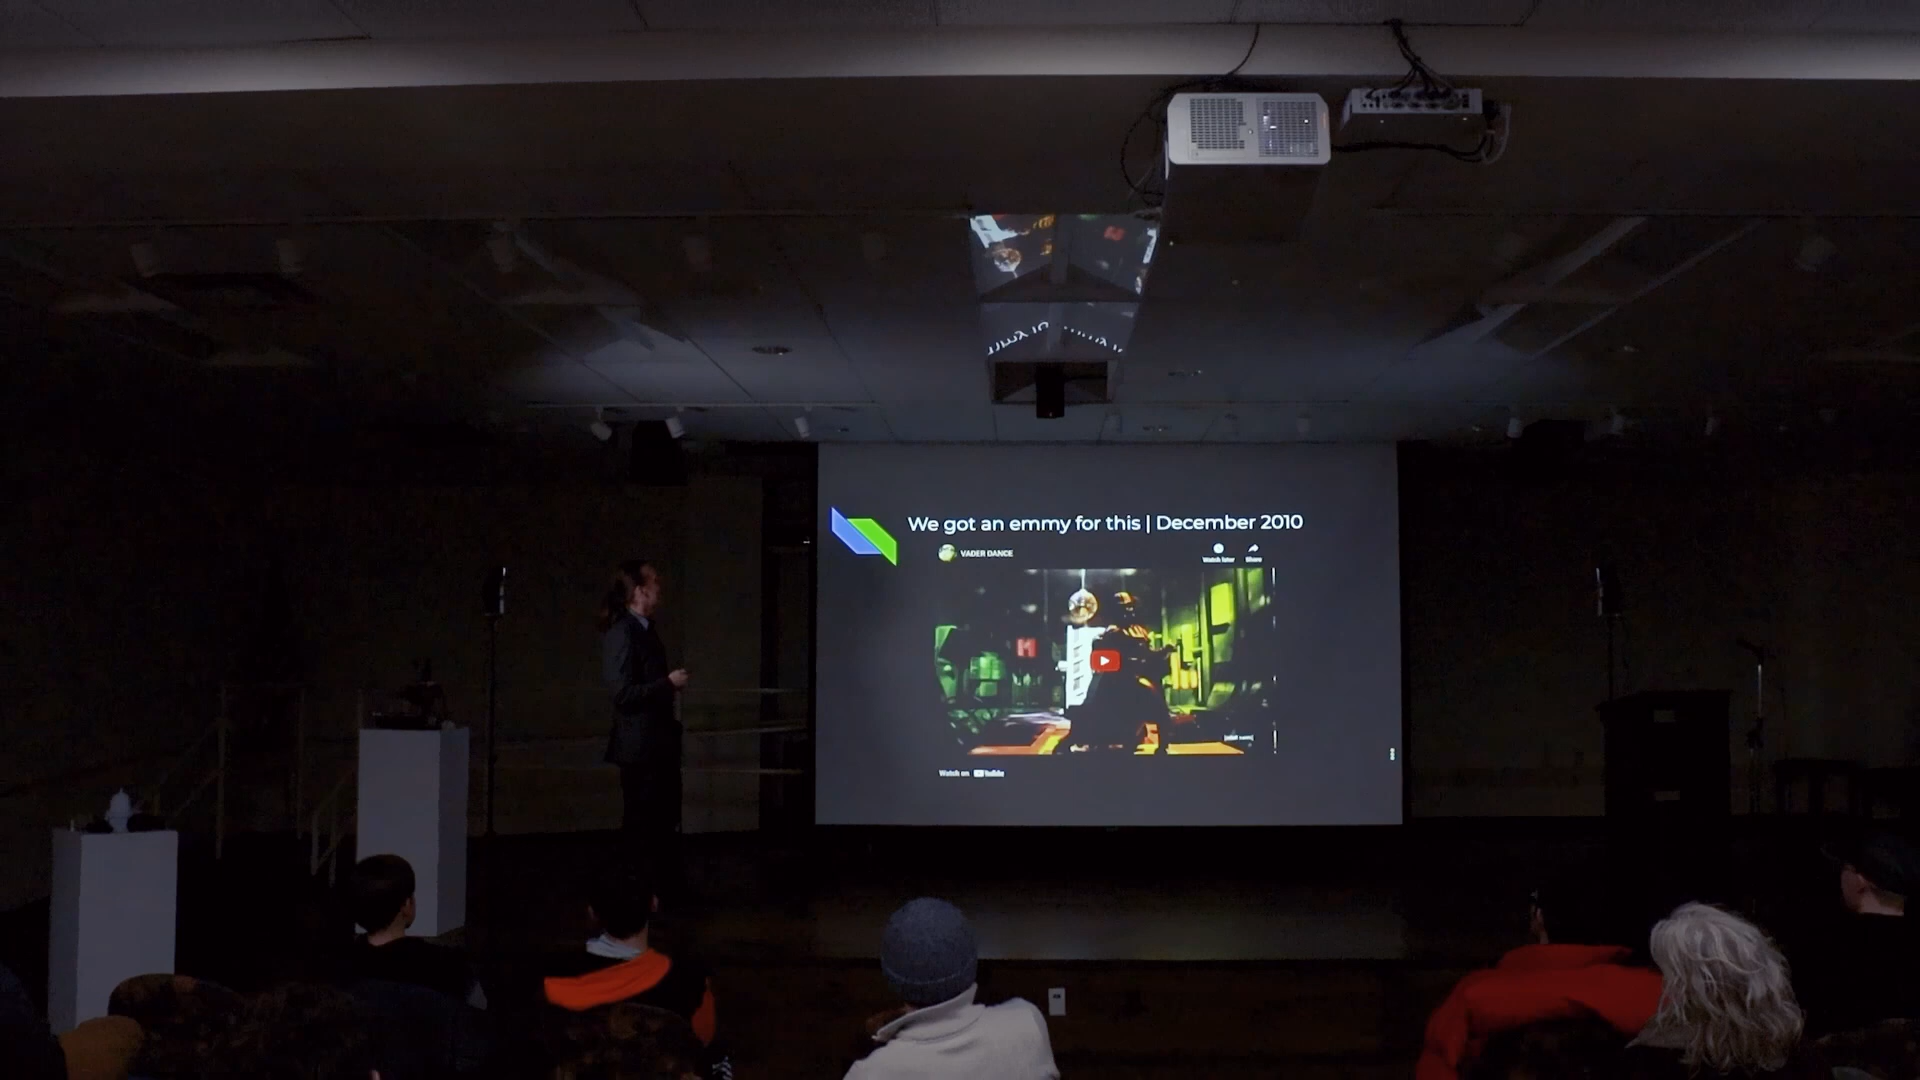 We got an emmy for this | December 2010
VADER DANCE
Watch later
Share
M
Watch on YouTube